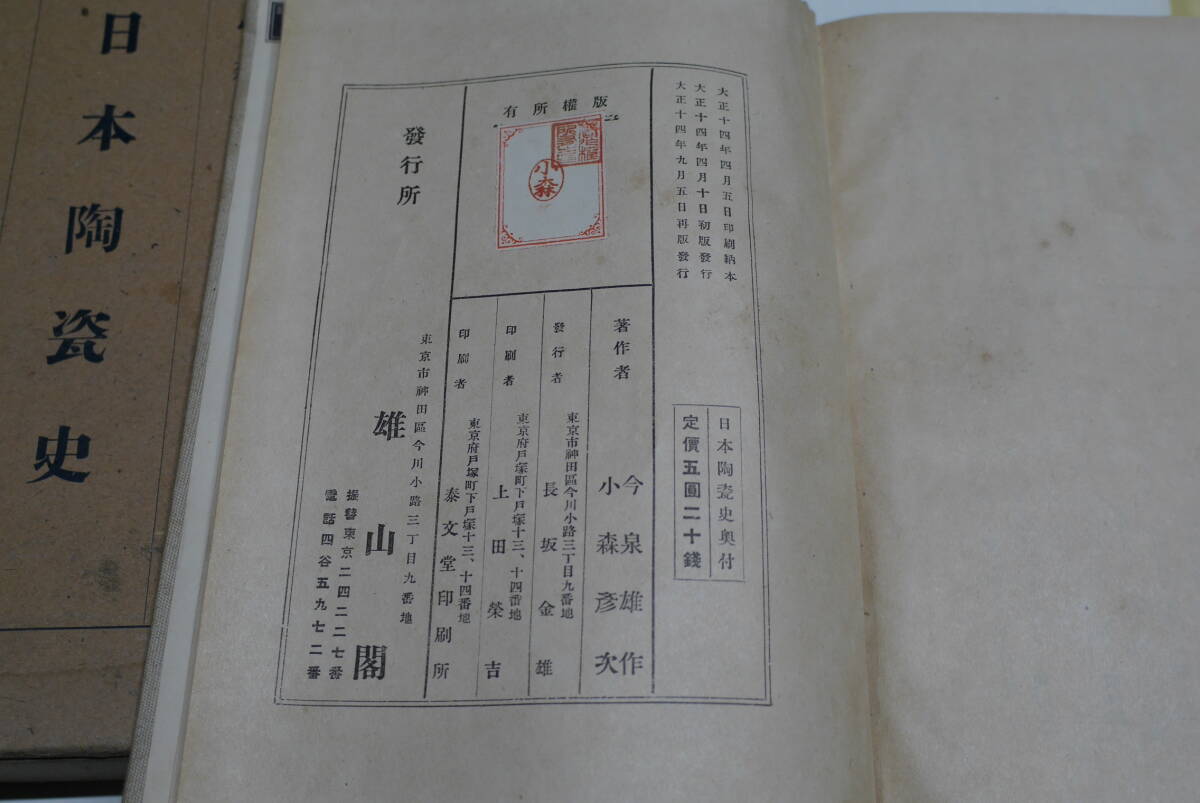 日本陶瓷史
大正十四年四月五日印刷納本
大正十四年四月十日初版發行
大正十四年九月五日再版發行
日本陶瓷史奥付
定價五圓二十錢
版權所有
小森
著作者
今泉雄作
小森彥次
發行者
東京市神田區今川小路三丁目九番地
長坂金雄
印刷者
東京府戶塚町下戶塚十三、十四番地
上田榮吉
印刷者
東京府戶塚町下戶塚十三、十四番地
泰文堂印刷所
發行所
東京市神田區今川小路三丁目九番地
雄山閣
振替東京二四二二七番
電話四谷五九七二番